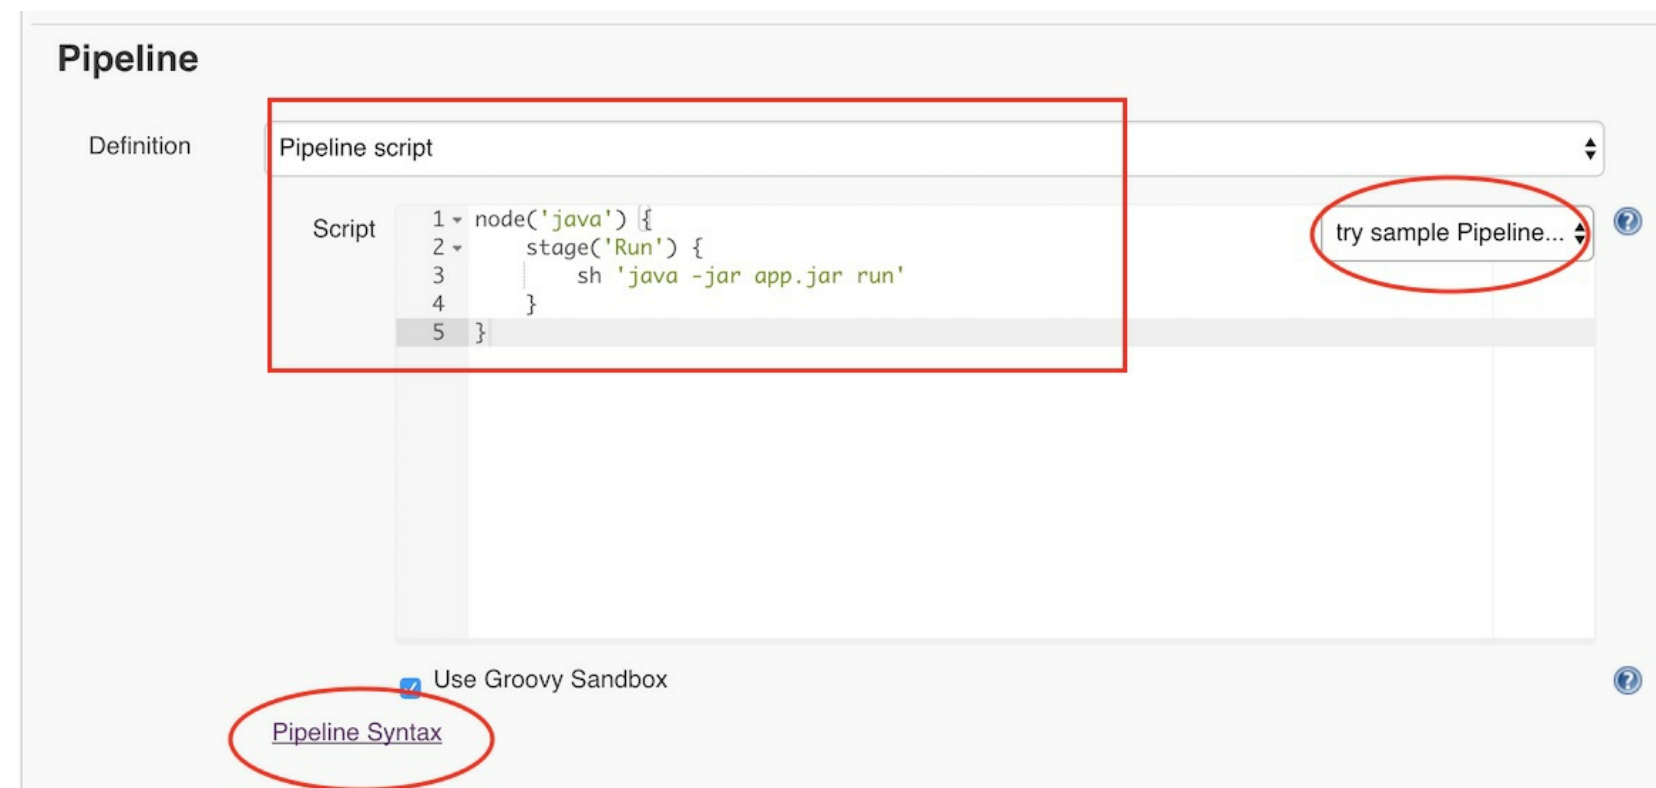 Pipeline
Definition
Pipeline script
Script
try sample Pipeline...
1 node('java') {
2     stage('Run') {
3         sh 'java -jar app.jar run'
4     }
5 }
Use Groovy Sandbox
Pipeline Syntax